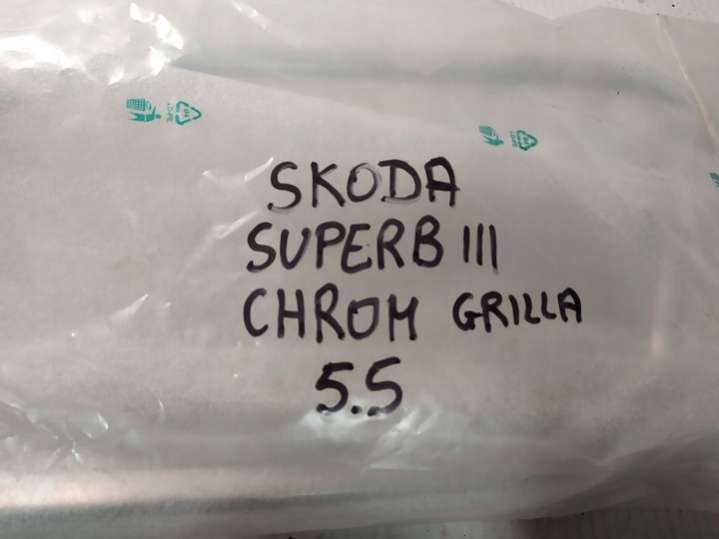 SKODA
SUPERB III
CHROM GRILLA
5.5